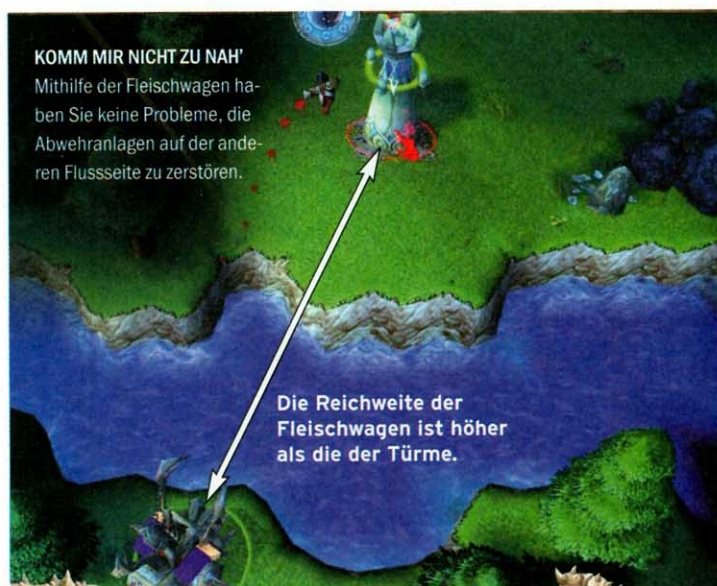 KOMM MIR NICHT ZU NAH'
Mithilfe der Fleischwagen ha-
ben Sie keine Probleme, die
Abwehranlagen auf der ande-
ren Flussseite zu zerstören.
Die Reichweite der
Fleischwagen ist höher
als die der Türme.